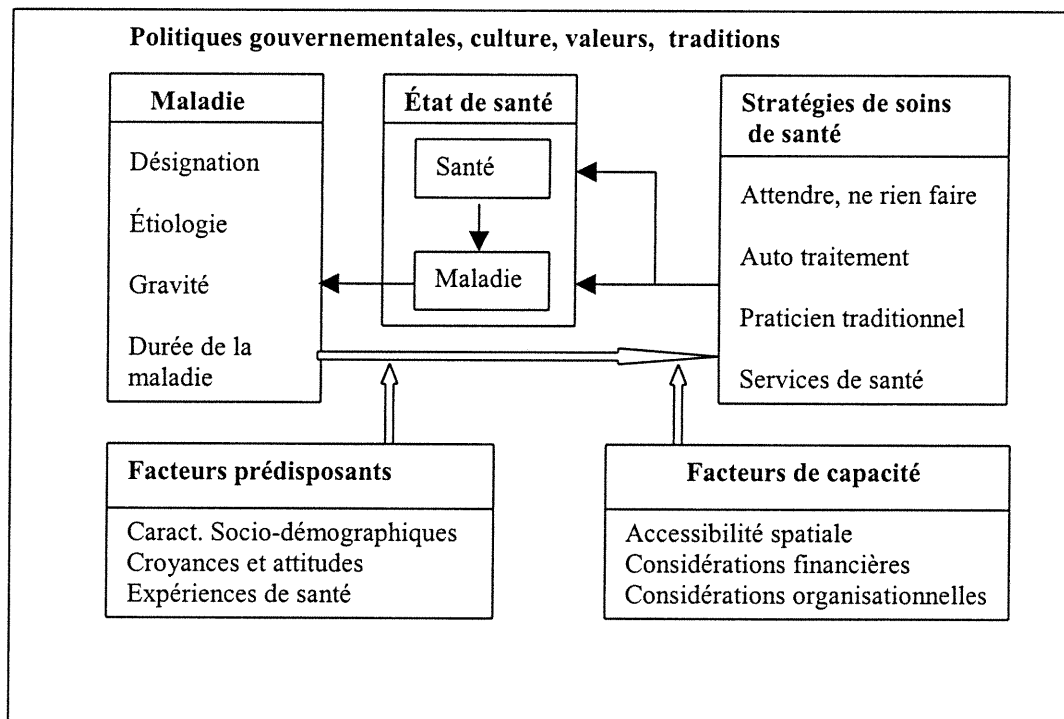 Politiques gouvernementales, culture, valeurs, traditions
Maladie
Désignation
Étiologie
Gravité
Durée de la
maladie
État de santé
Santé
Maladie
Stratégies de soins
de santé
Attendre, ne rien faire
Auto traitement
Praticien traditionnel
Services de santé
Facteurs prédisposants
Caract. Socio-démographiques
Croyances et attitudes
Expériences de santé
Facteurs de capacité
Accessibilité spatiale
Considérations financières
Considérations organisationnelles